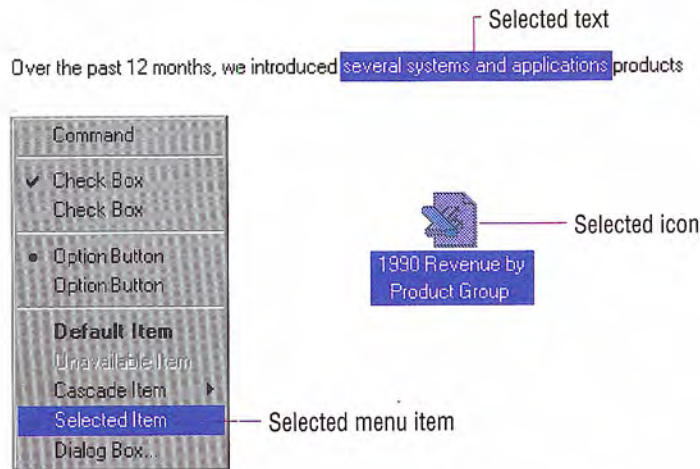 Selected text
Over the past 12 months, we introduced several systems and applications products
Command
✔ Check Box
Check Box
• Option Button
Option Button
Default Item
Unavailable Item
Cascade Item ▶
Selected Item
Dialog Box...
Selected menu item
1990 Revenue by
Product Group
Selected icon